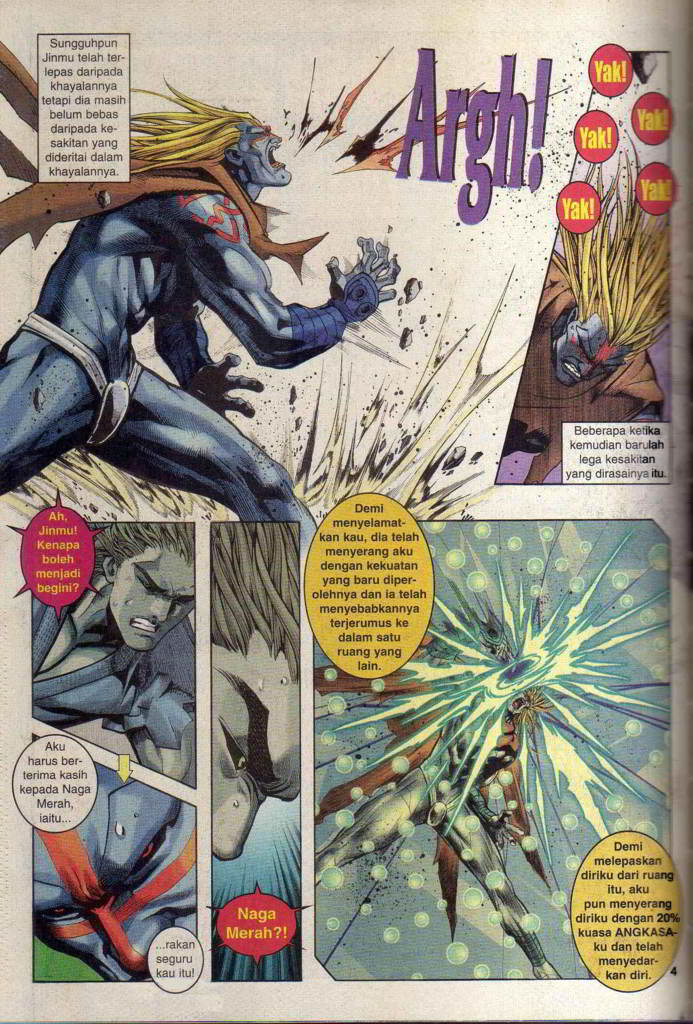 Sungguhpun
Jinmu telah ter-
lepas daripada
khayalannya
tetapi dia masih
belum bebas
daripada ke-
sakitan yang
dideritai dalam
khayalannya.
Argh!
Yak!
Yak!
Yak!
Yak!
Yak!
Beberapa ketika
kemudian barulah
lega kesakitan
yang dirasainya itu.
Ah,
Jinmu!
Kenapa
boleh
menjadi
begini?
Aku
harus ber-
terima kasih
kepada Naga
Merah,
iaitu...
...rakan
seguru
kau itu!
Naga
Merah?!
Demi
menyelamat-
kan kau, dia telah
menyerang aku
dengan kekuatan
yang baru diper-
olehnya dan ia telah
menyebabkannya
terjerumus ke
dalam satu
ruang yang
lain.
Demi
melepaskan
diriku dari ruang
itu, aku
pun menyerang
diriku dengan 20%
kuasa ANGKASA-
ku dan telah
menyedar-
kan diri.
4